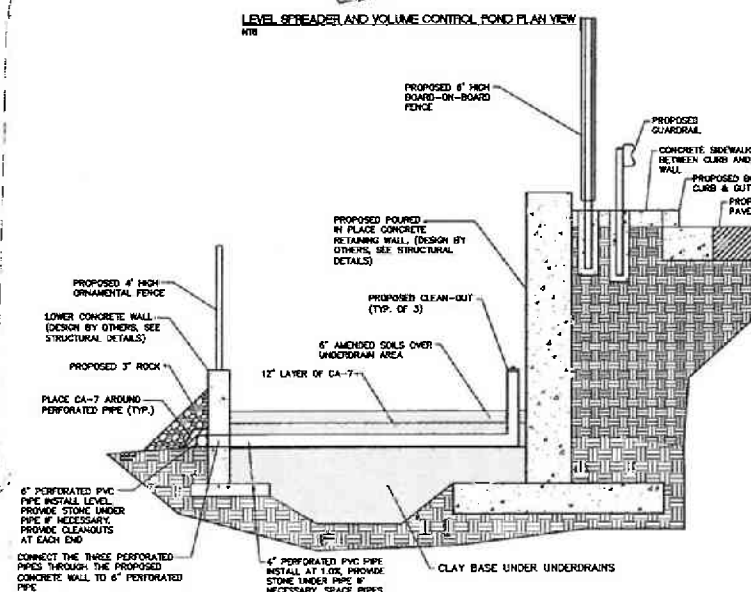 LEVEL SPREADER AND VOLUME CONTROL POND PLAN VIEW
NTS
PROPOSED 6' HIGH
BOARD-ON-BOARD
FENCE
PROPOSED
GUARDRAIL
CONCRETE SIDEWALK
BETWEEN CURB AND
WALL
CURB & GUT
PROPOSED POURED
IN PLACE CONCRETE
RETAINING WALL, (DESIGN BY
OTHERS, SEE STRUCTURAL
DETAILS)
PROPOSED 4' HIGH
ORNAMENTAL FENCE
LOWER CONCRETE WALL
(DESIGN BY OTHERS, SEE
STRUCTURAL DETAILS)
PROPOSED CLEAN-OUT
(TYP. OF 3)
6" AMENDED SOILS OVER
UNDERDRAIN AREA
12" LAYER OF CA-7
PROPOSED 3" ROCK
PLACE CA-7 AROUND
PERFORATED PIPE (TYP.)
6" PERFORATED PVC
PIPE INSTALL LEVEL.
PROVIDE STONE UNDER
PIPE IF NECESSARY.
PROVIDE CLEANOUTS
AT EACH END
CONNECT THE THREE PERFORATED
PIPES THROUGH THE PROPOSED
CONCRETE WALL TO 6" PERFORATED
PIPE
4" PERFORATED PVC PIPE
INSTALL AT 1.0%, PROVIDE
STONE UNDER PIPE IF
NECESSARY, SPACE PIPES
CLAY BASE UNDER UNDERDRAINS